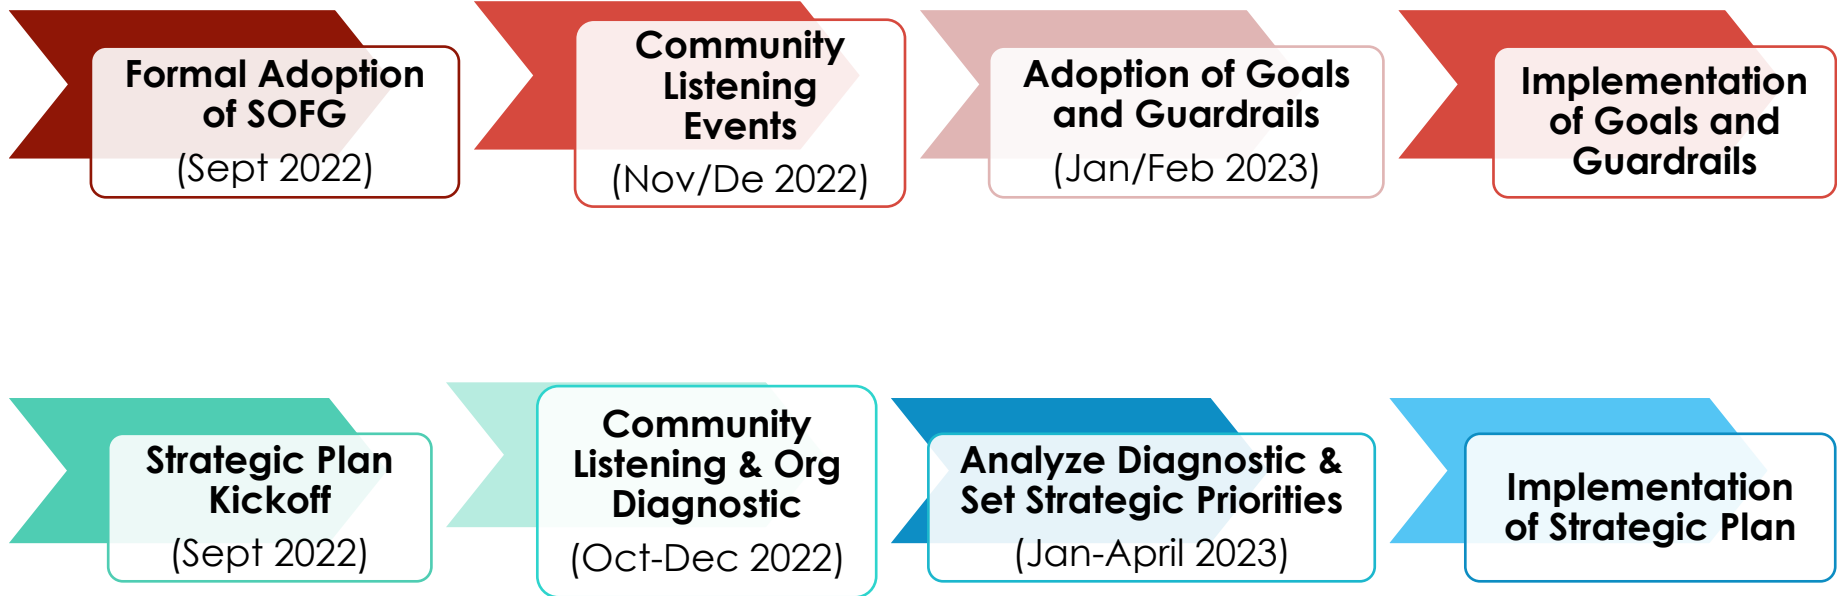 Formal Adoption
of SOFG
(Sept 2022)
Community
Listening
Events
(Nov/De 2022)
Adoption of Goals
and Guardrails
(Jan/Feb 2023)
Implementation
of Goals and
Guardrails
Strategic Plan
Kickoff
(Sept 2022)
Community
Listening & Org
Diagnostic
(Oct-Dec 2022)
Analyze Diagnostic &
Set Strategic Priorities
(Jan-April 2023)
Implementation
of Strategic Plan